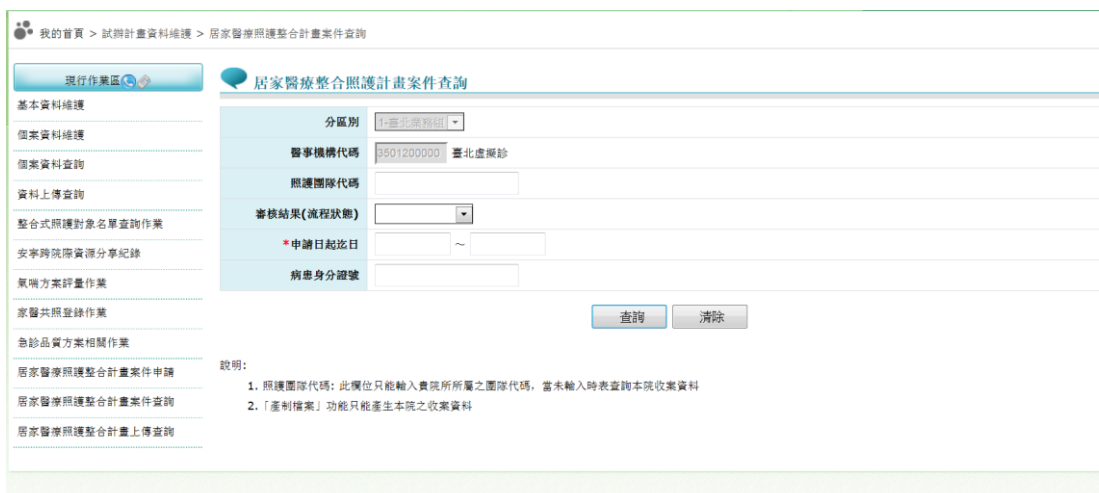 我的首頁 > 試辦計畫資料維護 > 居家醫療照護整合計畫案件查詢
現行作業區
基本資料維護
個案資料維護
個案資料查詢
資料上傳查詢
整合式照護對象名單查詢作業
安寧跨院際資源分享紀錄
氣喘方案評量作業
家醫共照登錄作業
急診品質方案相關作業
居家醫療照護整合計畫案件申請
居家醫療照護整合計畫案件查詢
居家醫療照護整合計畫上傳查詢
居家醫療整合照護計畫案件查詢
分區別 1-臺北業務組
醫事機構代碼 3501200000 臺北虛擬診
照護團隊代碼
審核結果(流程狀態)
*申請日起迄日 ~
病患身分證號
查詢 清除
說明:
1. 照護團隊代碼: 此欄位只能輸入貴院所所屬之團隊代碼, 當未輸入時表查詢本院收案資料
2. 「產制檔案」功能只能產生本院之收案資料